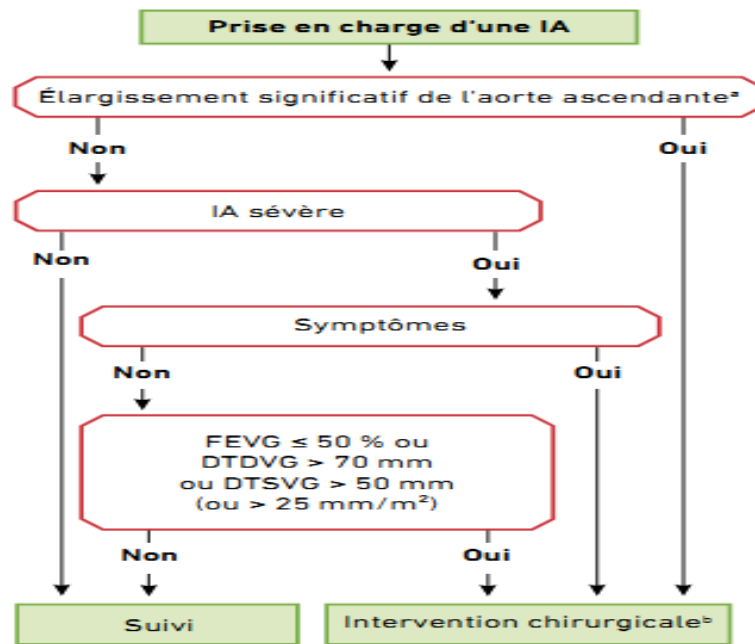 Prise en charge d'une IA
Élargissement significatif de l'aorte ascendanteᵃ
Non
Oui
IA sévère
Non
Oui
Symptômes
Non
Oui
FEVG ≤ 50 % ou
DTDVG > 70 mm
ou DTSVG > 50 mm
(ou > 25 mm/m²)
Non
Oui
Suivi
Intervention chirurgicaleᵇ